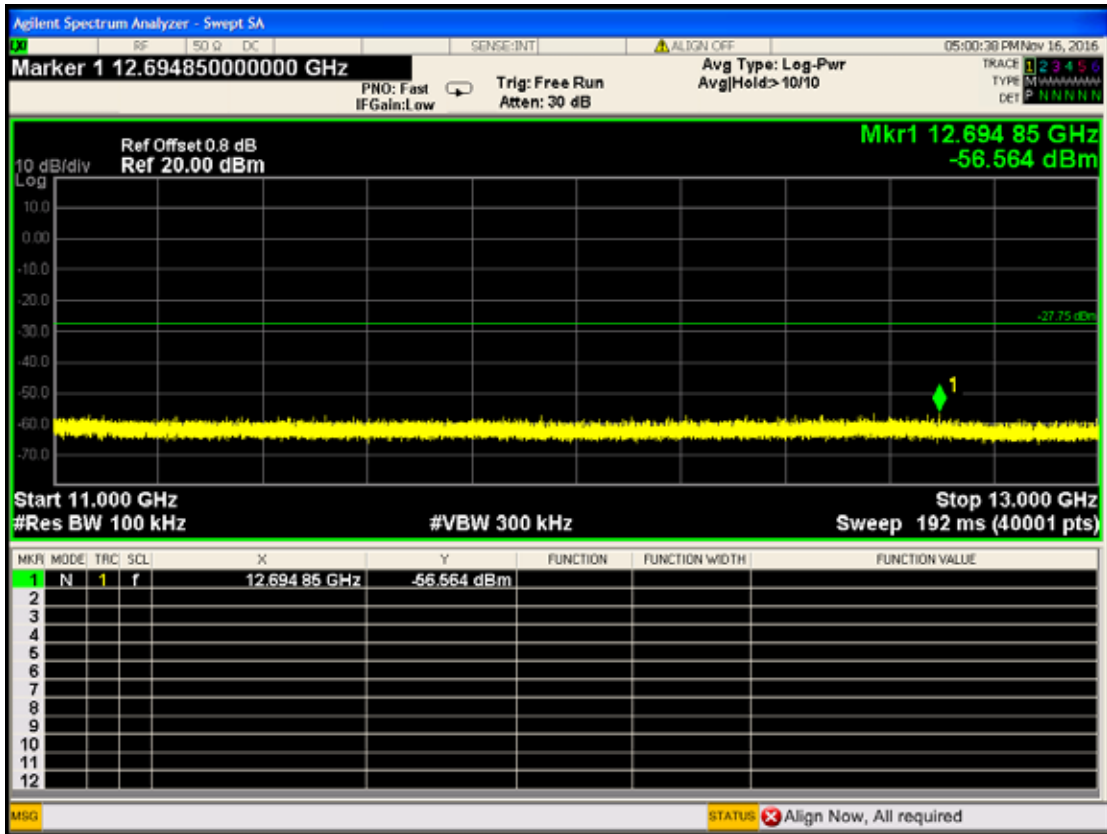 Agilent Spectrum Analyzer - Swept SA
LXI RF 50 Ω DC SENSE:INT ALIGN OFF 05:00:38 PM Nov 16, 2016
Marker 1 12.694850000000 GHz
PNO: Fast
IFGain:Low
Trig: Free Run
Atten: 30 dB
Avg Type: Log-Pwr
Avg|Hold:> 10/10
TRACE 1 2 3 4 5 6
TYPE M WWWWW
DET P N N N N N
Mkr1 12.694 85 GHz
-56.564 dBm
Ref Offset 0.8 dB
10 dB/div Ref 20.00 dBm
Log
10.0
0.00
-10.0
-20.0
-27.75 dBm
-30.0
-40.0
-50.0
1
-60.0
-70.0
Start 11.000 GHz Stop 13.000 GHz
#Res BW 100 kHz #VBW 300 kHz Sweep 192 ms (40001 pts)
MKR MODE TRC SCL X Y FUNCTION FUNCTION WIDTH FUNCTION VALUE
1 N 1 f 12.694 85 GHz -56.564 dBm
2
3
4
5
6
7
8
9
10
11
12
MSG STATUS Align Now, All required